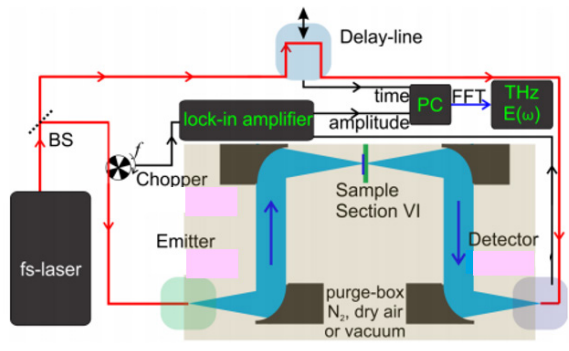 Delay-line
time
PC
FFT
THz
E(ω)
lock-in amplifier
amplitude
BS
f
Chopper
Sample
Section VI
fs-laser
Emitter
Detector
purge-box
N₂, dry air
or vacuum